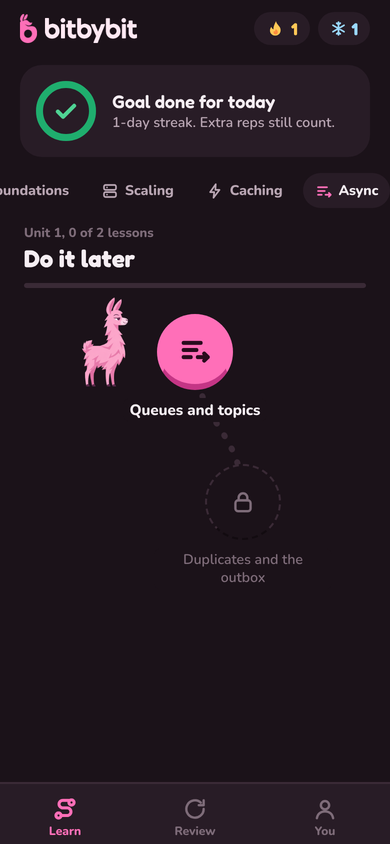 bitbybit
1
1
Goal done for today
1-day streak. Extra reps still count.
oundations
Scaling
Caching
Async
Unit 1, 0 of 2 lessons
Do it later
Queues and topics
Duplicates and the
outbox
Learn
Review
You